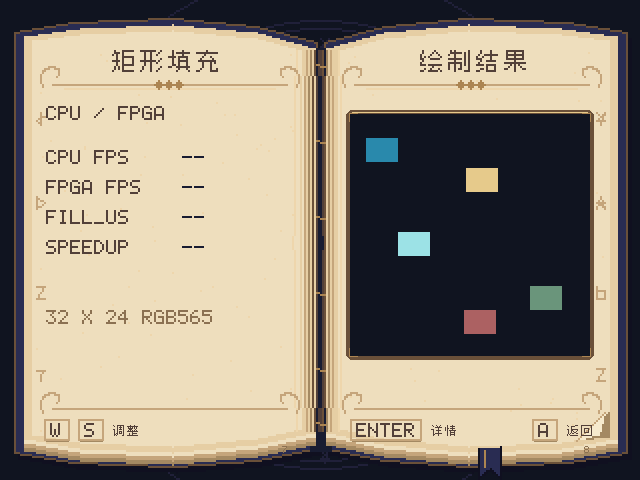 矩形填充
CPU / FPGA
CPU FPS --
FPGA FPS --
FILL_US --
SPEEDUP --
32 X 24 RGB565
W S 调整
绘制结果
ENTER 详情 A 返回
8